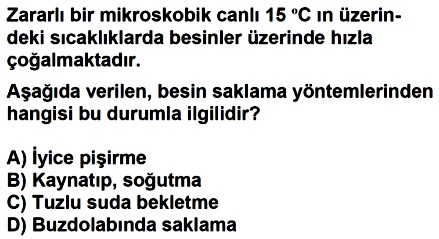 Zararlı bir mikroskobik canlı 15 ºC ın üzerin-
deki sıcaklıklarda besinler üzerinde hızla
çoğalmaktadır.
Aşağıda verilen, besin saklama yöntemlerinden
hangisi bu durumla ilgilidir?
A) İyice pişirme
B) Kaynatıp, soğutma
C) Tuzlu suda bekletme
D) Buzdolabında saklama